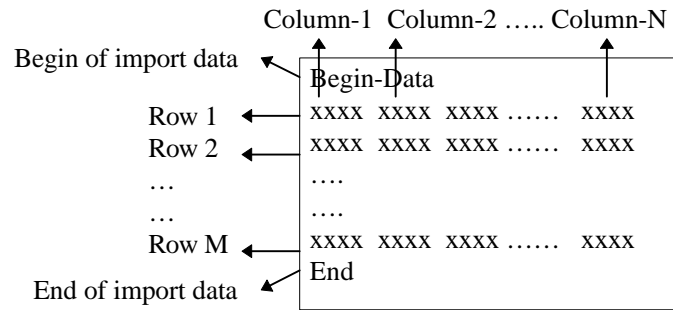 Column-1 Column-2 ….. Column-N
Begin of import data
Begin-Data
Row 1 xxxx xxxx xxxx …… xxxx
Row 2 xxxx xxxx xxxx …… xxxx
… ….
… ….
Row M xxxx xxxx xxxx …… xxxx
End
End of import data